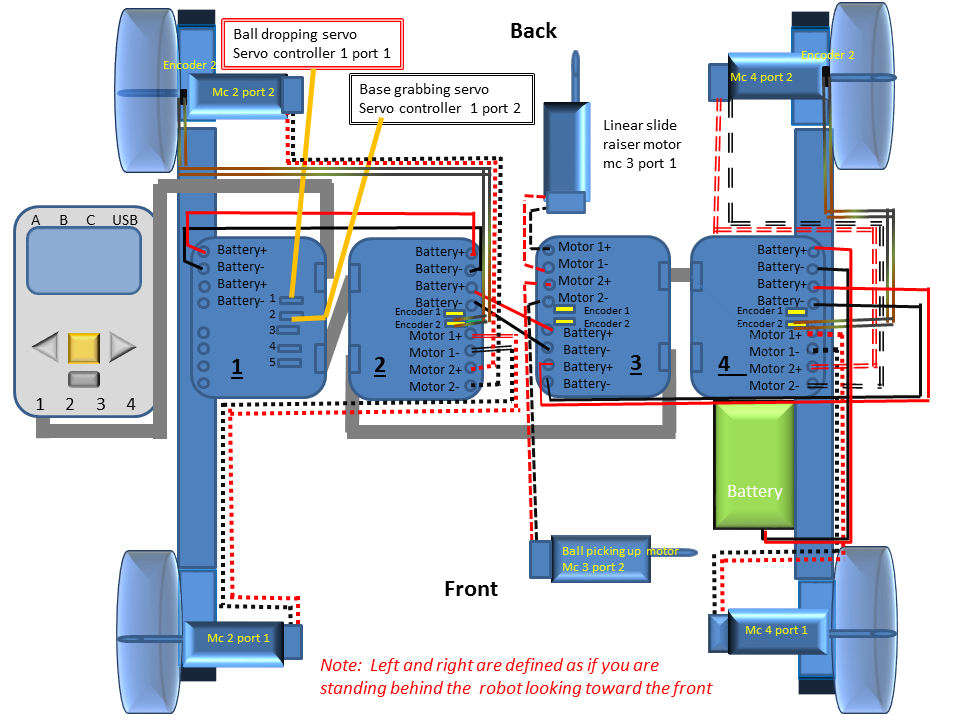 Back
Ball dropping servo
Servo controller 1 port 1
Encoder 2
Mc 2 port 2
Base grabbing servo
Servo controller  1 port 2
Linear slide
raiser motor
mc 3 port 1
Encoder 2
Mc 4 port 2
A B C USB
1 2 3 4
Battery+
Battery-
Battery+
Battery-
1
2
3
4
5
1
Battery+
Battery-
Battery+
Battery-
Encoder 1
Encoder 2
Motor 1+
Motor 1-
Motor 2+
Motor 2-
2
Motor 1+
Motor 1-
Motor 2+
Motor 2-
Encoder 1
Encoder 2
Battery+
Battery-
Battery+
Battery-
3
Battery+
Battery-
Battery+
Battery-
Encoder 1
Encoder 2
Motor 1+
Motor 1-
Motor 2+
Motor 2-
4
Battery
Ball picking up motor
Mc 3 port 2
Front
Mc 2 port 1
Mc 4 port 1
Note:  Left and right are defined as if you are
standing behind the  robot looking toward the front